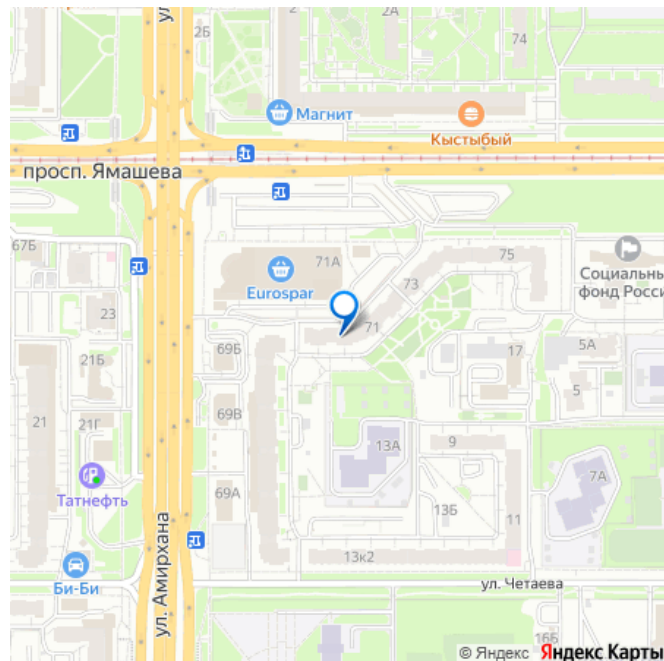 ул.
2Б
2А
74
Магнит
Кыстыбый
просп. Ямашева
67Б
71А
75
Eurospar
73
Социальны
фонд Росси
23
71
69Б
17
5А
21Б
5
21
21Г
69В
9
13А
7А
Татнефть
69А
13Б
11
ул. Амирхана
13к2
Би-Би
ул. Четаева
16Б
© Яндекс Яндекс Карты